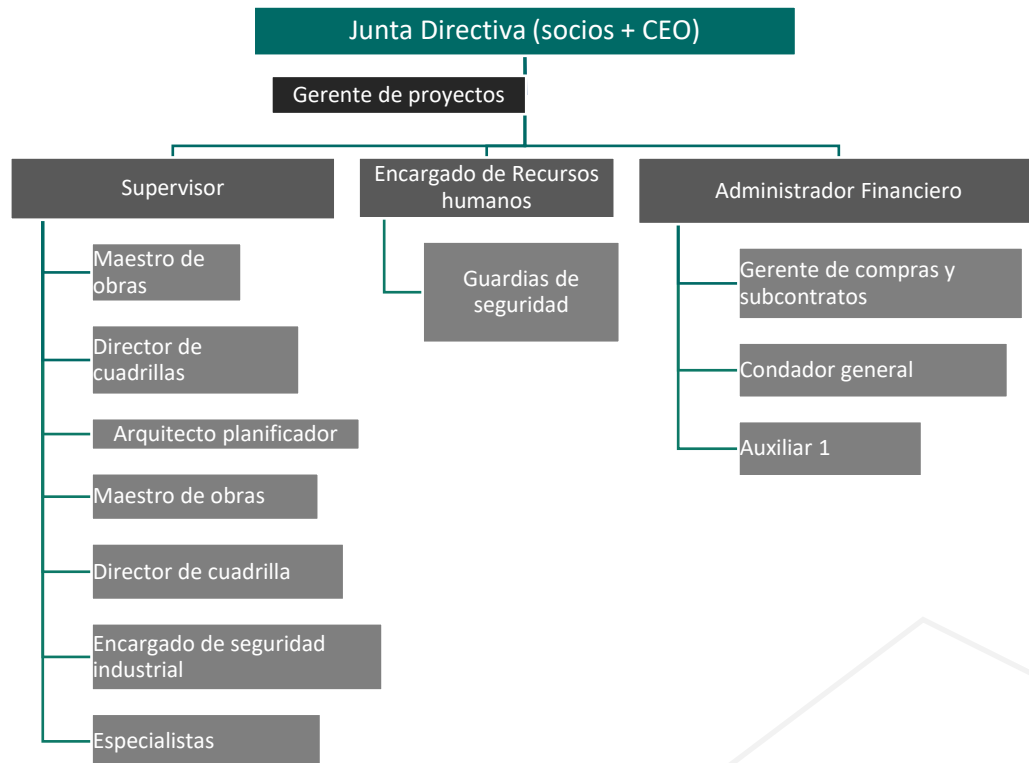 Junta Directiva (socios + CEO)
Gerente de proyectos
Supervisor
Encargado de Recursos
humanos
Administrador Financiero
Maestro de
obras
Director de
cuadrillas
Arquitecto planificador
Maestro de obras
Director de cuadrilla
Encargado de seguridad
industrial
Especialistas
Guardias de
seguridad
Gerente de compras y
subcontratos
Condador general
Auxiliar 1